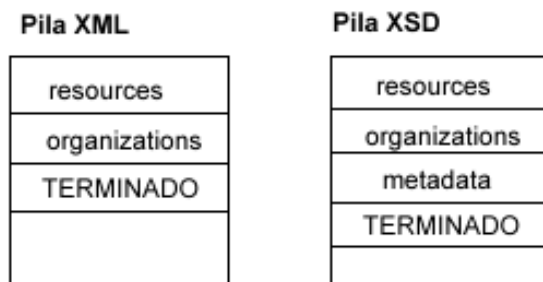 Pila XML
resources
organizations
TERMINADO
Pila XSD
resources
organizations
metadata
TERMINADO